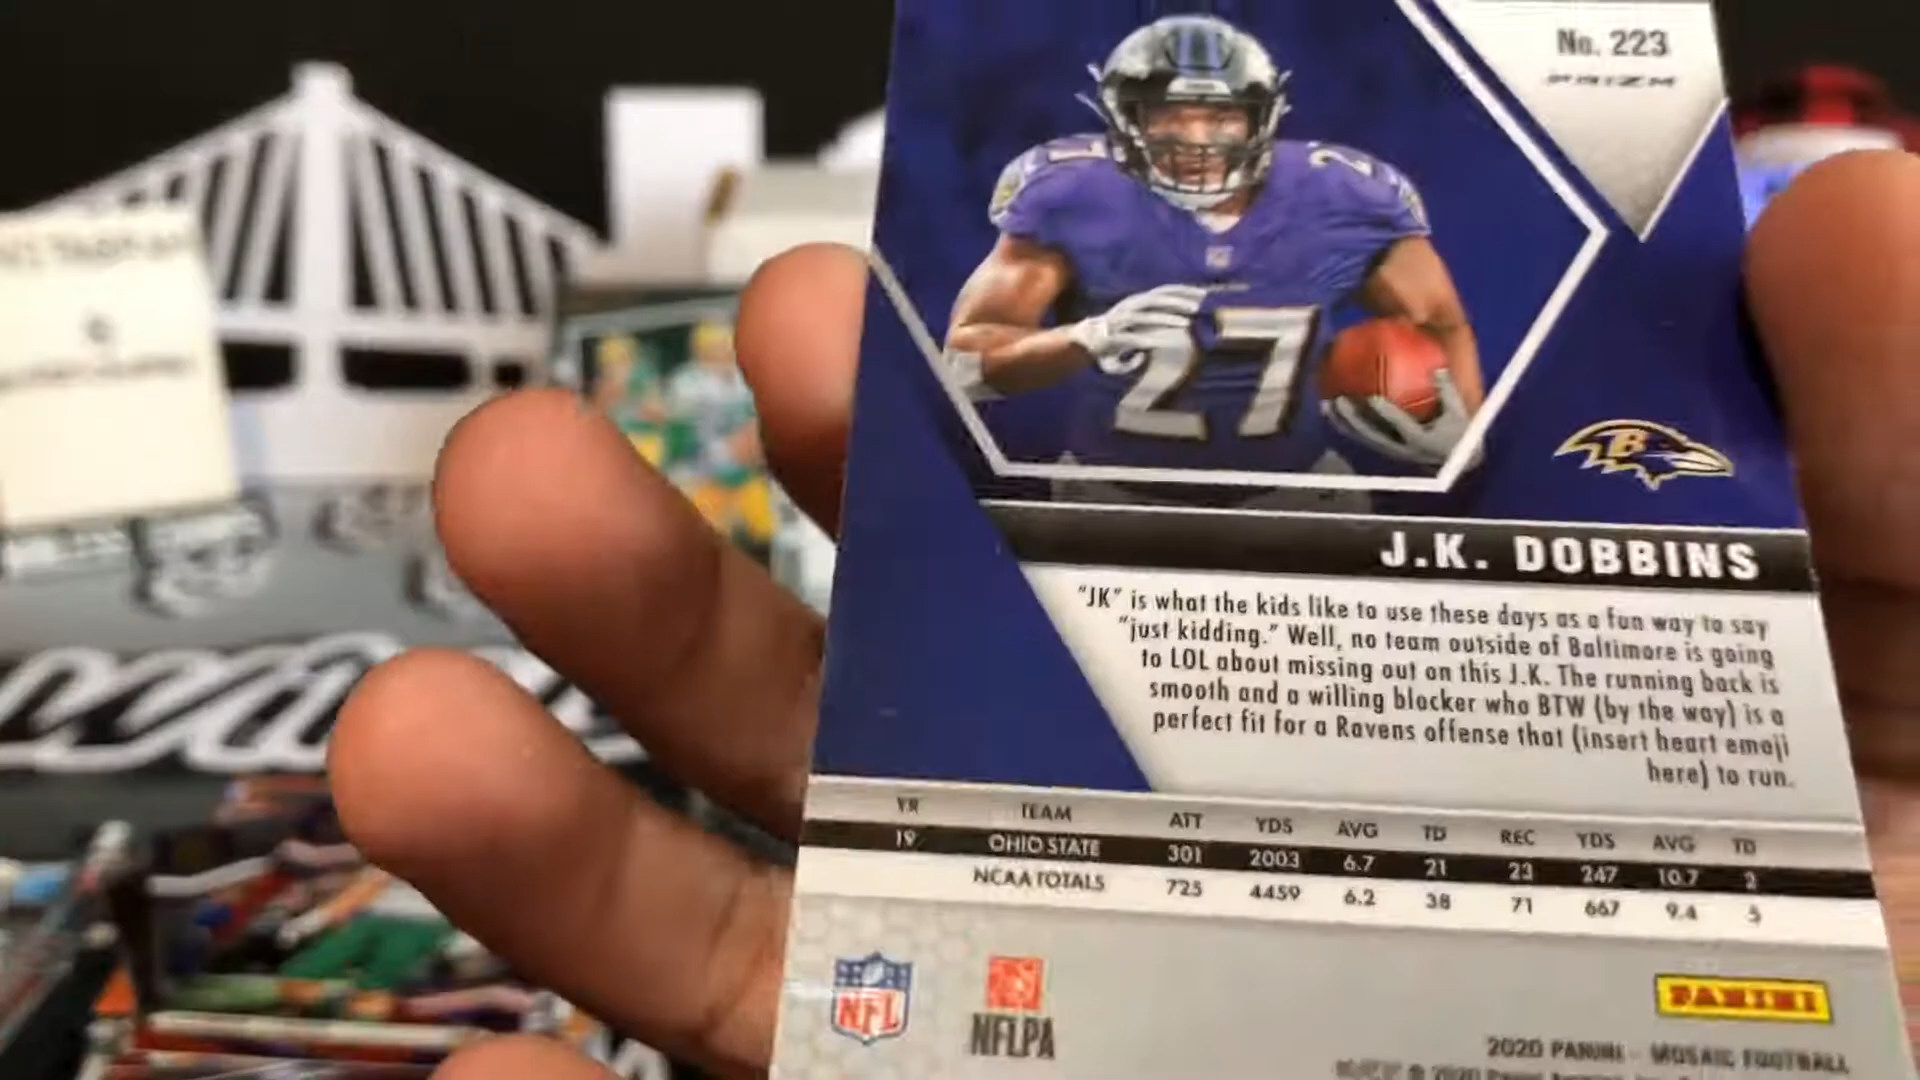 No. 223
PRIZM
27
B
J.K. DOBBINS
"JK" is what the kids like to use these days as a fun way to say
"just kidding." Well, no team outside of Baltimore is going
to LOL about missing out on this J.K. The running back is
smooth and a willing blocker who BTW (by the way) is a
perfect fit for a Ravens offense that (insert heart emoji
here) to run.
YR TEAM ATT YDS AVG TD REC YDS AVG TD
19 OHIO STATE 301 2003 6.7 21 23 247 10.7 2
NCAA TOTALS 725 4459 6.2 38 71 667 9.4 5
NFL
NFLPA
PANINI
2020 PANINI - MOSAIC FOOTBALL
© 2020